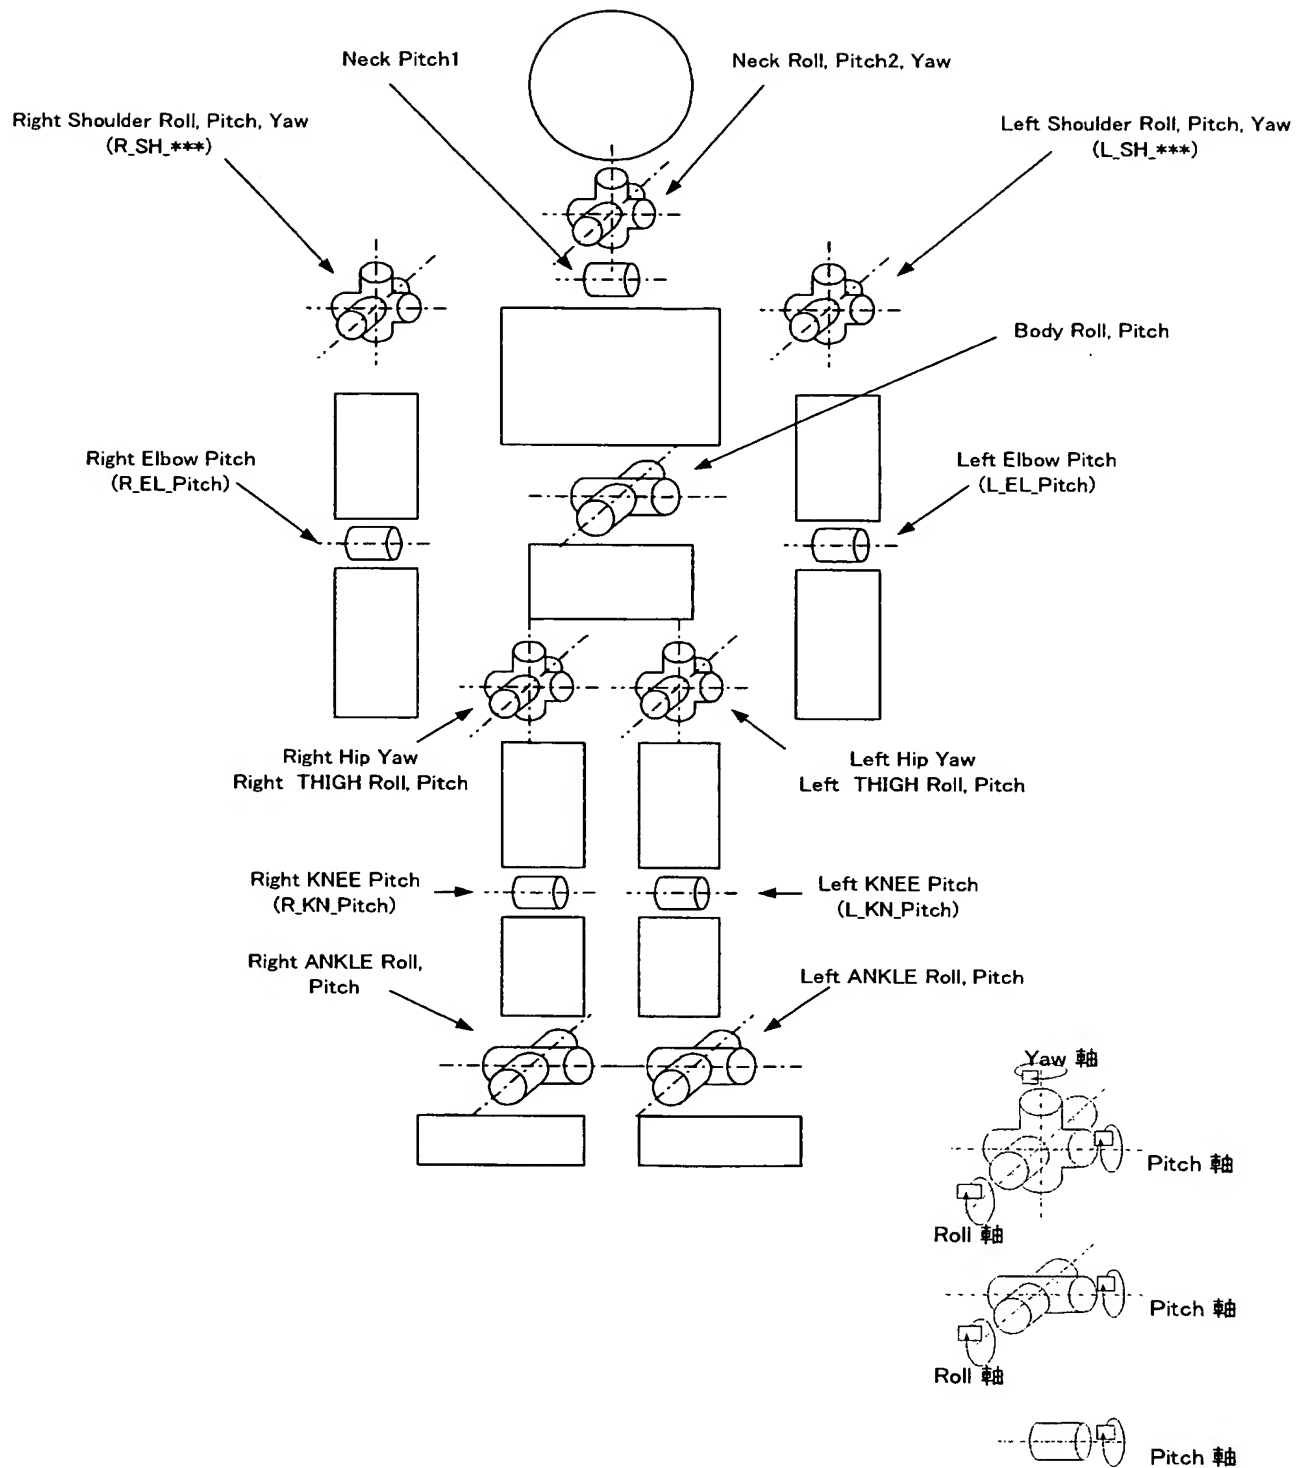 Neck Pitch1
Neck Roll, Pitch2, Yaw
Right Shoulder Roll, Pitch, Yaw
(R_SH_***)
Left Shoulder Roll, Pitch, Yaw
(L_SH_***)
Body Roll, Pitch
Right Elbow Pitch
(R_EL_Pitch)
Left Elbow Pitch
(L_EL_Pitch)
Right Hip Yaw
Right THIGH Roll, Pitch
Left Hip Yaw
Left THIGH Roll, Pitch
Right KNEE Pitch
(R_KN_Pitch)
Left KNEE Pitch
(L_KN_Pitch)
Right ANKLE Roll,
Pitch
Left ANKLE Roll, Pitch
Yaw 軸
Pitch 軸
Roll 軸
Pitch 軸
Roll 軸
Pitch 軸